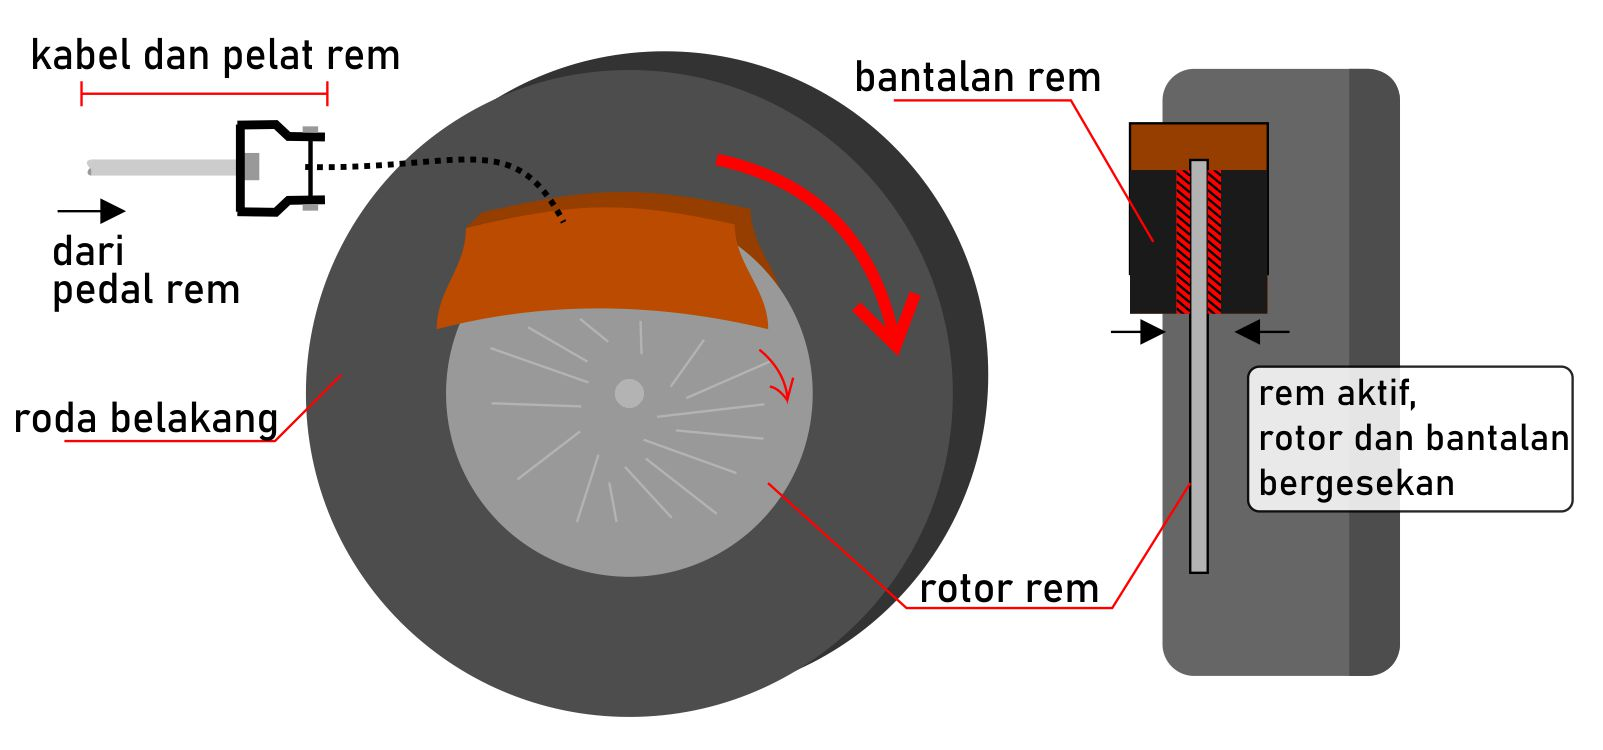 kabel dan pelat rem
dari
pedal rem
roda belakang
bantalan rem
rem aktif,
rotor dan bantalan
bergesekan
rotor rem